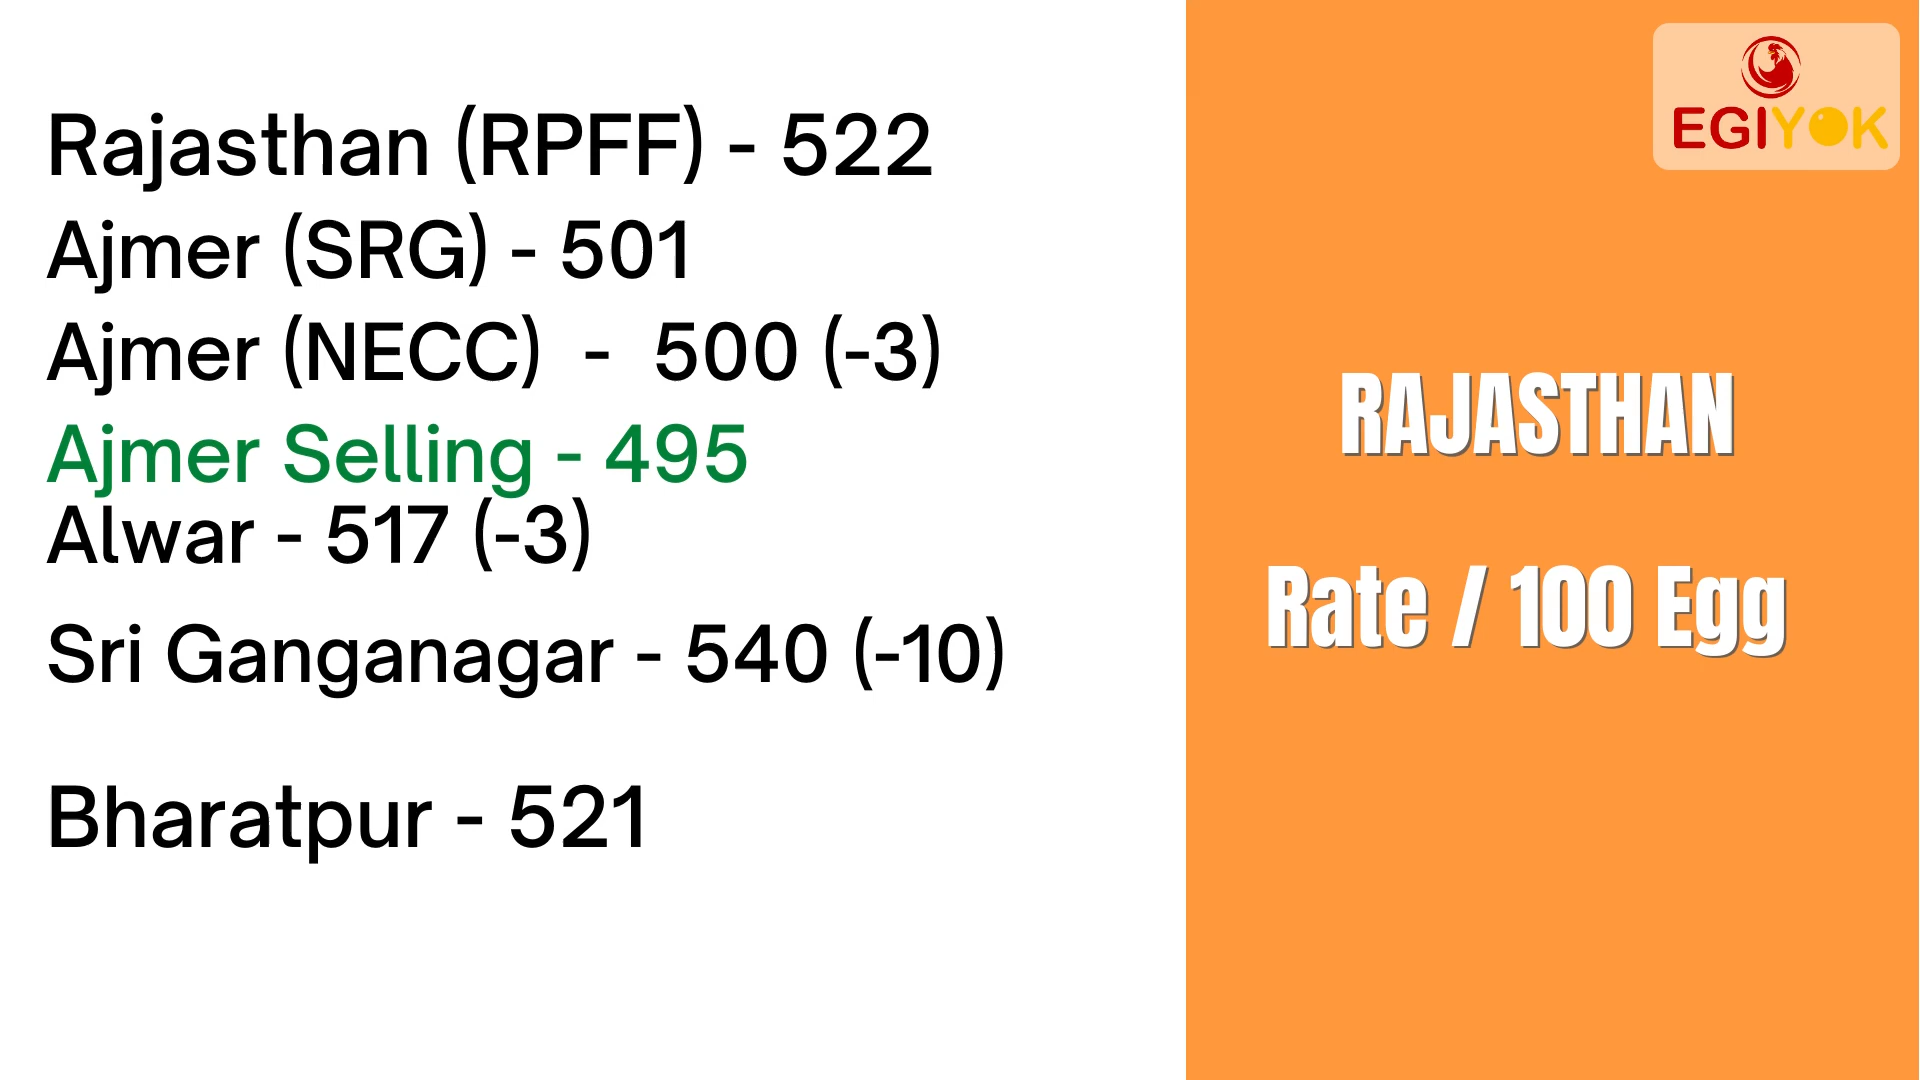 Rajasthan (RPFF) - 522
Ajmer (SRG) - 501
Ajmer (NECC)  -  500 (-3)
Ajmer Selling - 495
Alwar - 517 (-3)
Sri Ganganagar - 540 (-10)
Bharatpur - 521
EGIYOK
RAJASTHAN
Rate / 100 Egg